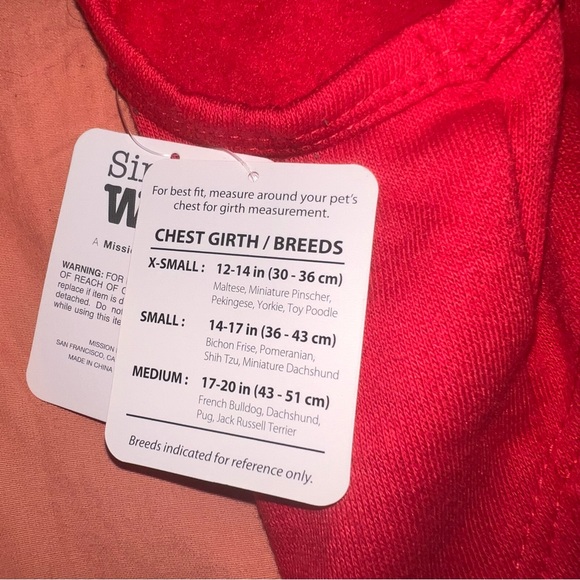 For best fit, measure around your pet's
chest for girth measurement.
CHEST GIRTH / BREEDS
X-SMALL : 12-14 in (30 - 36 cm)
Maltese, Miniature Pinscher,
Pekingese, Yorkie, Toy Poodle
SMALL : 14-17 in (36 - 43 cm)
Bichon Frise, Pomeranian,
Shih Tzu, Miniature Dachshund
MEDIUM : 17-20 in (43 - 51 cm)
French Bulldog, Dachshund,
Pug, Jack Russell Terrier
Breeds indicated for reference only.
A
WARNING: FOR
OF REACH OF
replace if item is
detached. Do
while using this
MISSION
SAN FRANCISCO,
MADE IN CHINA